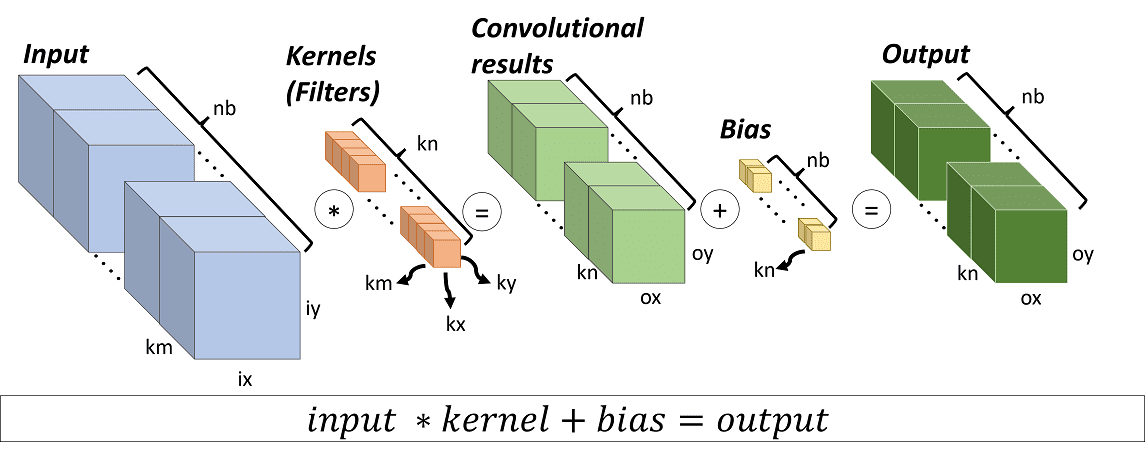 Input
Kernels
(Filters)
Convolutional
results
Bias
Output
nb
kn
nb
nb
nb
*
=
+
=
km
kx
ky
iy
km
ix
kn
oy
ox
kn
kn
oy
ox
input * kernel + bias = output